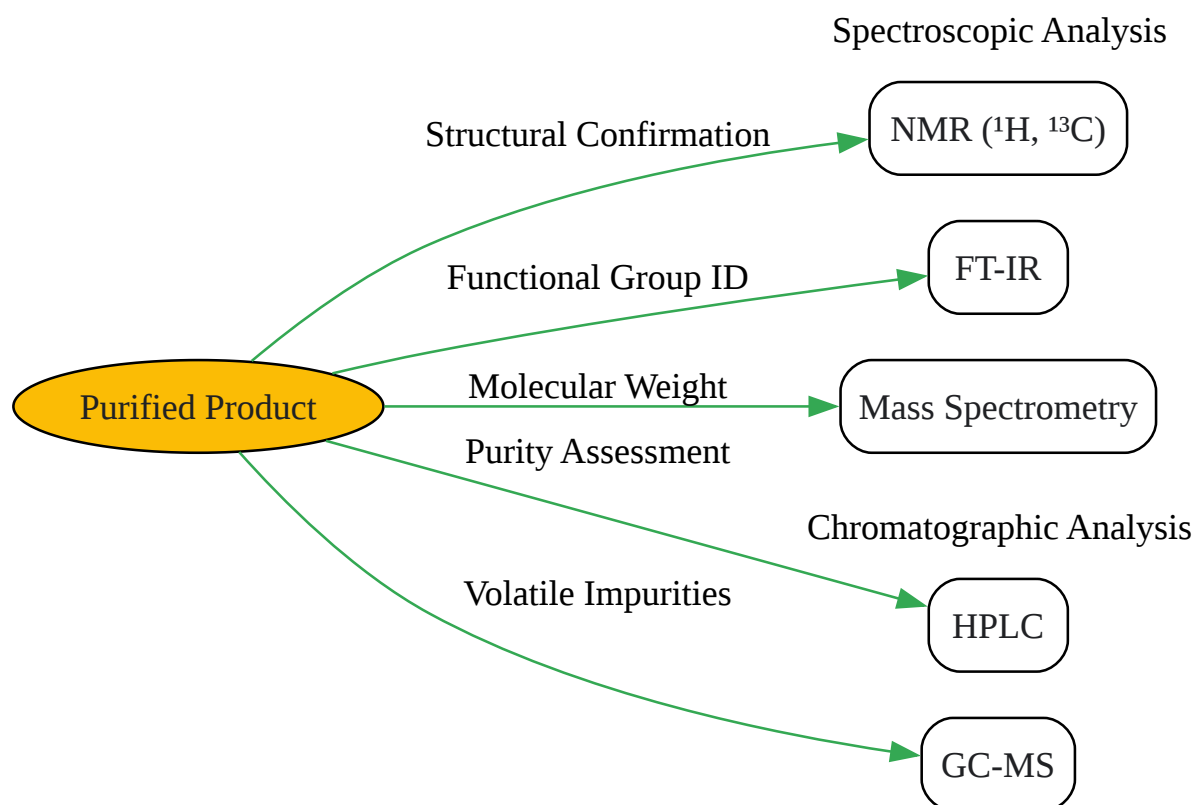 Spectroscopic Analysis
NMR (¹H, ¹³C)
Structural Confirmation
Functional Group ID
FT-IR
Molecular Weight
Purified Product
Mass Spectrometry
Purity Assessment
Chromatographic Analysis
Volatile Impurities
HPLC
GC-MS